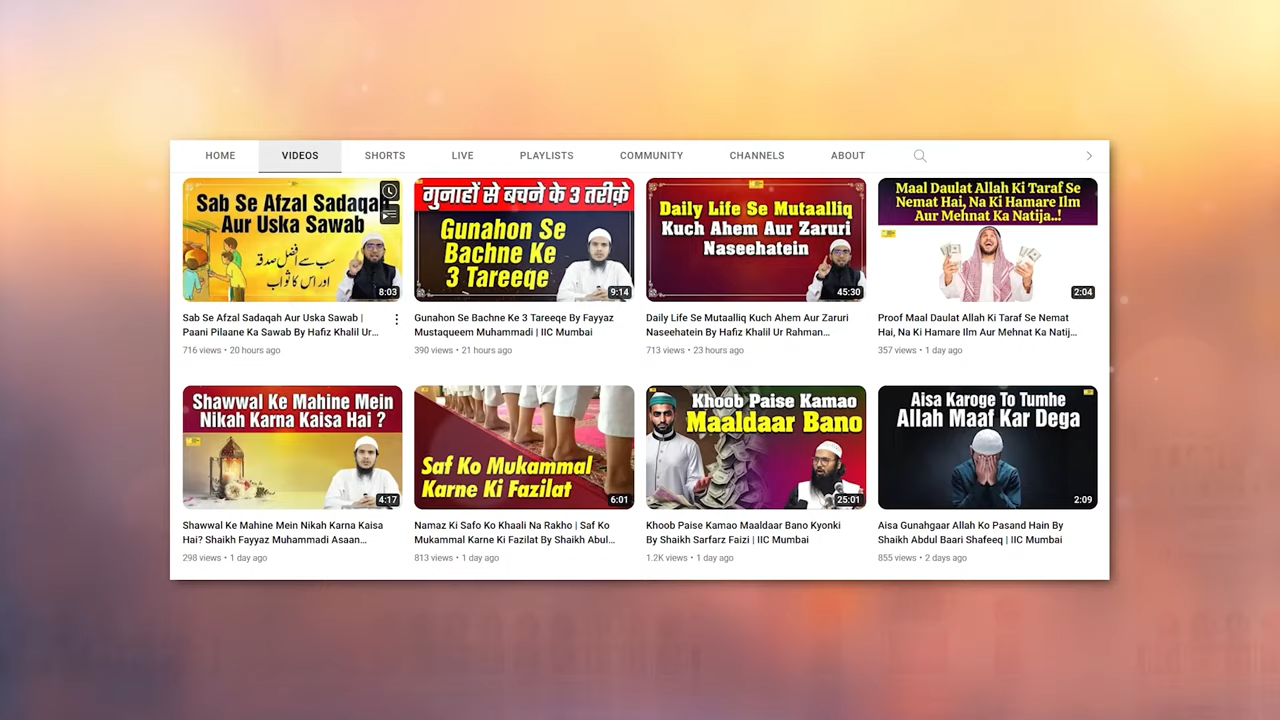 HOME VIDEOS SHORTS LIVE PLAYLISTS COMMUNITY CHANNELS ABOUT
Sab Se Afzal Sadaqah
Aur Uska Sawab
سب سے افضل صدقہ
اور اس کا ثواب
8:03
Sab Se Afzal Sadaqah Aur Uska Sawab |
Paani Pilaane Ka Sawab By Hafiz Khalil Ur...
716 views • 20 hours ago
गुनाहों से बचने के 3 तरीक़े
Gunahon Se
Bachne Ke
3 Tareeqe
9:14
Gunahon Se Bachne Ke 3 Tareeqe By Fayyaz
Mustaqueem Muhammadi | IIC Mumbai
390 views • 21 hours ago
Daily Life Se Mutaalliq
Kuch Ahem Aur Zaruri
Naseehatein
45:30
Daily Life Se Mutaalliq Kuch Ahem Aur Zaruri
Naseehatein By Hafiz Khalil Ur Rahman...
713 views • 23 hours ago
Maal Daulat Allah Ki Taraf Se
Nemat Hai, Na Ki Hamare Ilm
Aur Mehnat Ka Natija..!
2:04
Proof Maal Daulat Allah Ki Taraf Se Nemat
Hai, Na Ki Hamare Ilm Aur Mehnat Ka Natij...
357 views • 1 day ago
Shawwal Ke Mahine Mein
Nikah Karna Kaisa Hai ?
4:17
Shawwal Ke Mahine Mein Nikah Karna Kaisa
Hai? Shaikh Fayyaz Muhammadi Asaan...
298 views • 1 day ago
Saf Ko Mukammal
Karne Ki Fazilat
6:01
Namaz Ki Safo Ko Khaali Na Rakho | Saf Ko
Mukammal Karne Ki Fazilat By Shaikh Abul...
813 views • 1 day ago
Khoob Paise Kamao
Maaldaar Bano
25:01
Khoob Paise Kamao Maaldaar Bano Kyonki
By Shaikh Sarfarz Faizi | IIC Mumbai
1.2K views • 1 day ago
Aisa Karoge To Tumhe
Allah Maaf Kar Dega
2:09
Aisa Gunahgaar Allah Ko Pasand Hain By
Shaikh Abdul Baari Shafeeq | IIC Mumbai
855 views • 2 days ago